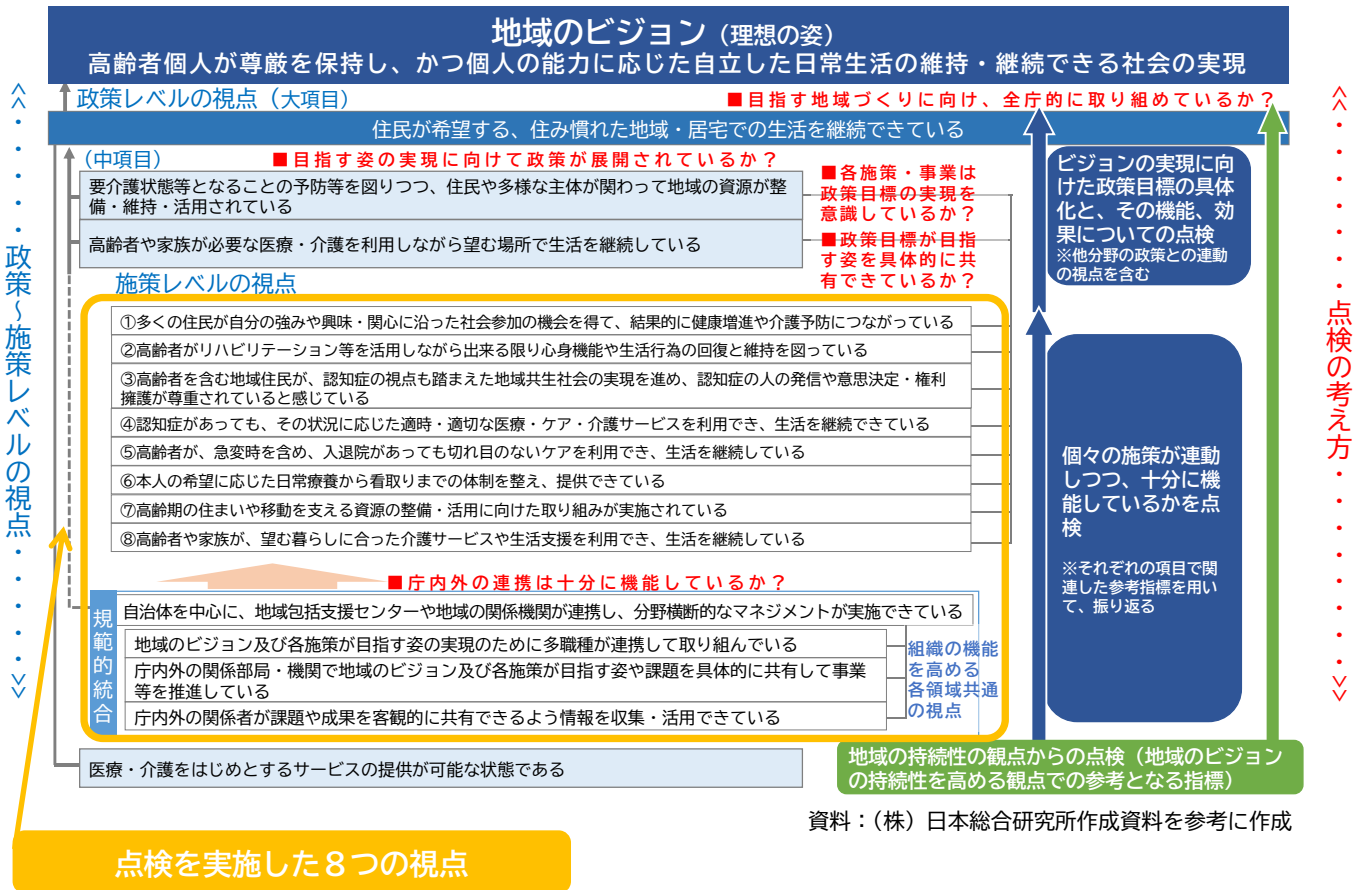 地域のビジョン（理想の姿）
高齢者個人が尊厳を保持し、かつ個人の能力に応じた自立した日常生活の維持・継続できる社会の実現
政策レベルの視点（大項目）
■目指す地域づくりに向け、全庁的に取り組めているか？
住民が希望する、住み慣れた地域・居宅での生活を継続できている
（中項目）
■目指す姿の実現に向けて政策が展開されているか？
要介護状態等となることの予防等を図りつつ、住民や多様な主体が関わって地域の資源が整
備・維持・活用されている
高齢者や家族が必要な医療・介護を利用しながら望む場所で生活を継続している
■各施策・事業は
政策目標の実現を
意識しているか？
■政策目標が目指
す姿を具体的に共
有できているか？
ビジョンの実現に向
けた政策目標の具体
化と、その機能、効
果についての点検
※他分野の政策との連動
の視点を含む
施策レベルの視点
①多くの住民が自分の強みや興味・関心に沿った社会参加の機会を得て、結果的に健康増進や介護予防につながっている
②高齢者がリハビリテーション等を活用しながら出来る限り心身機能や生活行為の回復と維持を図っている
③高齢者を含む地域住民が、認知症の視点も踏まえた地域共生社会の実現を進め、認知症の人の発信や意思決定・権利
擁護が尊重されていると感じている
④認知症があっても、その状況に応じた適時・適切な医療・ケア・介護サービスを利用でき、生活を継続できている
⑤高齢者が、急変時を含め、入退院があっても切れ目のないケアを利用でき、生活を継続している
⑥本人の希望に応じた日常療養から看取りまでの体制を整え、提供できている
⑦高齢期の住まいや移動を支える資源の整備・活用に向けた取り組みが実施されている
⑧高齢者や家族が、望む暮らしに合った介護サービスや生活支援を利用でき、生活を継続している
個々の施策が連動
しつつ、十分に機
能しているかを点
検
※それぞれの項目で関
連した参考指標を用い
て、振り返る
■庁内外の連携は十分に機能しているか？
規範的統合
自治体を中心に、地域包括支援センターや地域の関係機関が連携し、分野横断的なマネジメントが実施できている
地域のビジョン及び各施策が目指す姿の実現のために多職種が連携して取り組んでいる
庁内外の関係部局・機関で地域のビジョン及び各施策が目指す姿や課題を具体的に共有して事業
等を推進している
庁内外の関係者が課題や成果を客観的に共有できるよう情報を収集・活用できている
組織の機能
を高める
各領域共通
の視点
医療・介護をはじめとするサービスの提供が可能な状態である
地域の持続性の観点からの点検（地域のビジョン
の持続性を高める観点での参考となる指標）
資料：（株）日本総合研究所作成資料を参考に作成
点検を実施した８つの視点
<<・・・・・政策～施策レベルの視点・・・・・・>>
<<・・・・・・・点検の考え方・・・・・・・>>